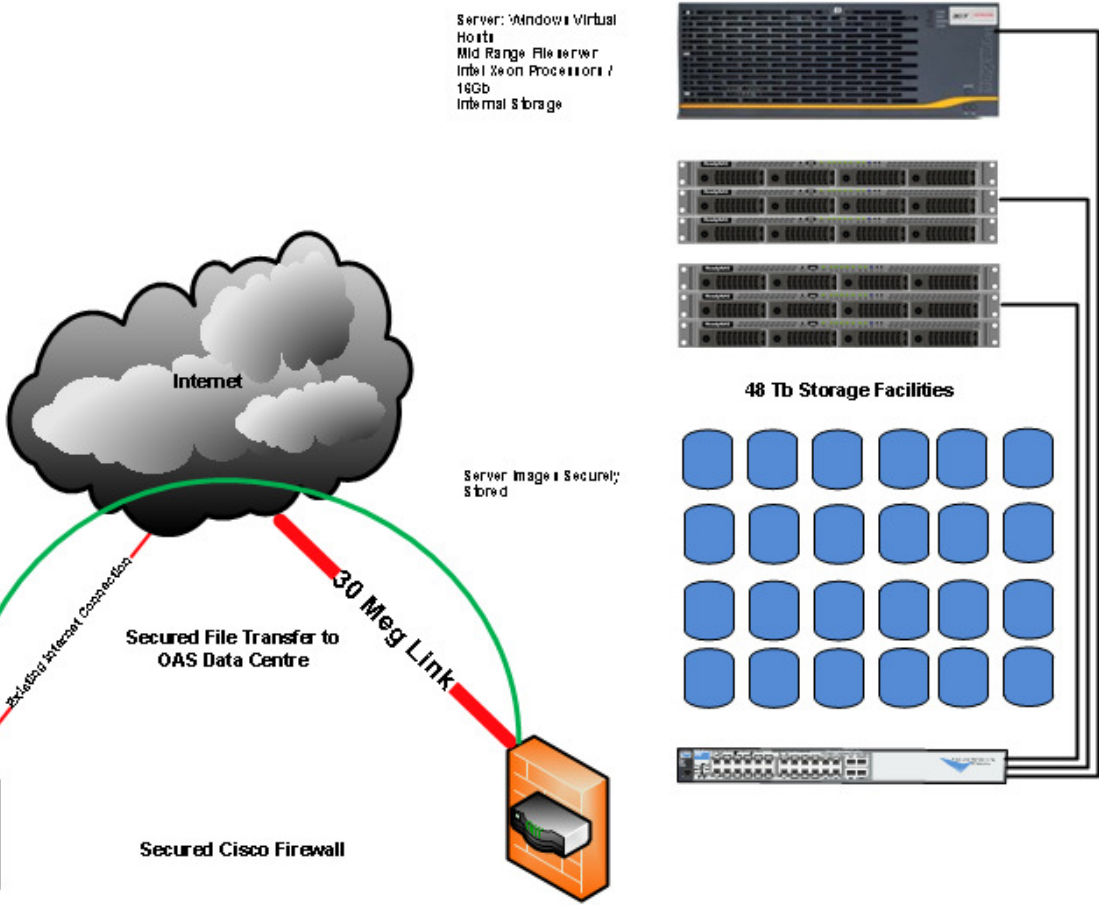 Server: Windows Virtual
Hosts
Mid Range Fileserver
Intel Xeon Processors /
16Gb
Internal Storage
48 Tb Storage Facilities
Internet
Server Images Securely
Stored
Existing Internet Connection
30 Meg Link
Secured File Transfer to
OAS Data Centre
Secured Cisco Firewall